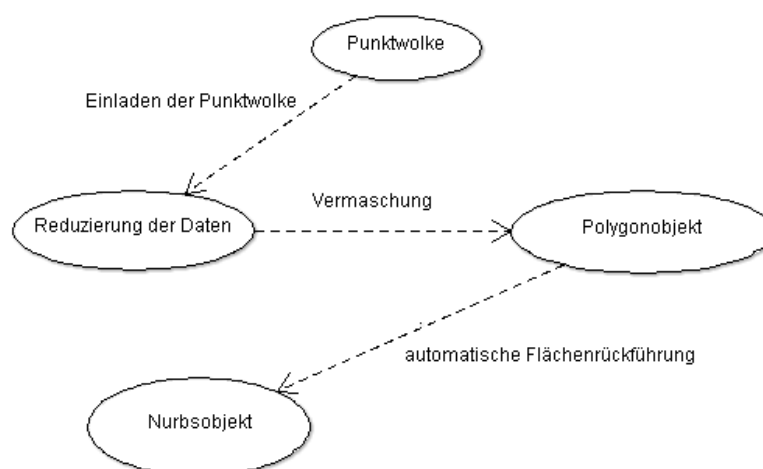 Punktwolke
Einladen der Punktwolke
Reduzierung der Daten
Vermaschung
Polygonobjekt
automatische Flächenrückführung
Nurbsobjekt